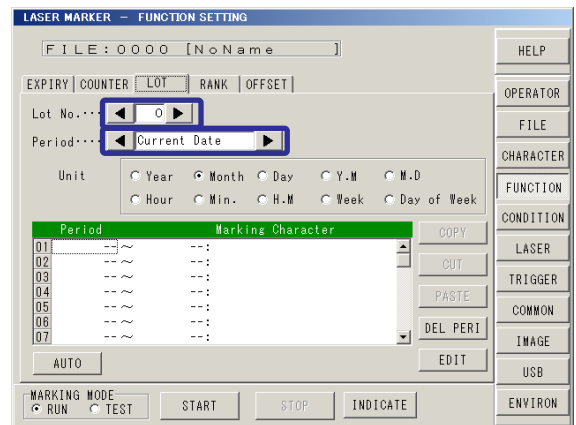 LASER MARKER − FUNCTION SETTING
FILE:0000 [NoName ]
EXPIRY COUNTER LOT RANK OFFSET
Lot No.··· ◀ 0 ▶
Period···· ◀ Current Date ▶
Unit
Year Month Day Y.M M.D
Hour Min. H.M Week Day of Week
Period Marking Character
01 --～ --:
02 --～ --:
03 --～ --:
04 --～ --:
05 --～ --:
06 --～ --:
07 --～ --:
COPY
CUT
PASTE
DEL PERI
AUTO
EDIT
MARKING MODE
RUN TEST
START
STOP
INDICATE
HELP
OPERATOR
FILE
CHARACTER
FUNCTION
CONDITION
LASER
TRIGGER
COMMON
IMAGE
USB
ENVIRON